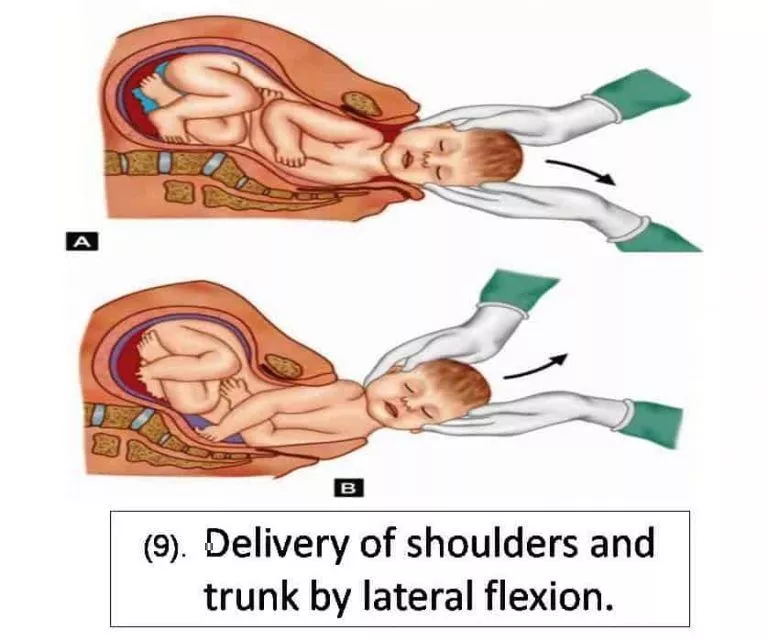 A
B
(9). Delivery of shoulders and
trunk by lateral flexion.